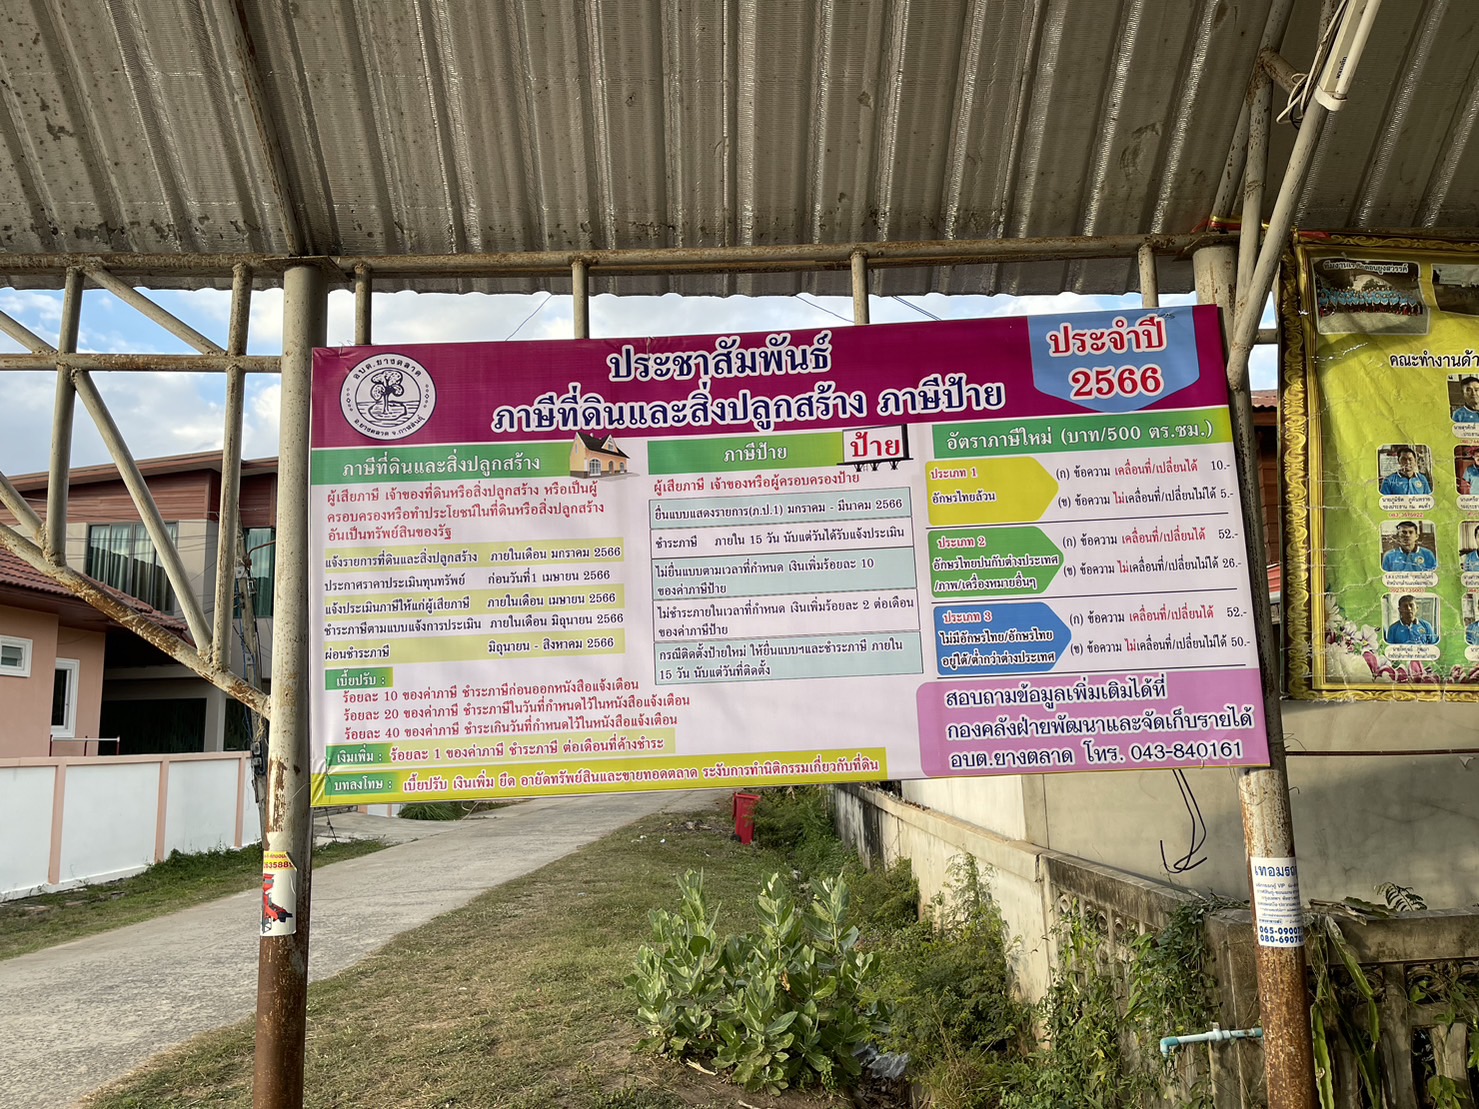 ประชาสัมพันธ์
ภาษีที่ดินและสิ่งปลูกสร้าง ภาษีป้าย
ประจำปี
2566
อบต.ยางตลาด
อ.ยางตลาด จ.กาฬสินธุ์
ภาษีที่ดินและสิ่งปลูกสร้าง
ผู้เสียภาษี เจ้าของที่ดินหรือสิ่งปลูกสร้าง หรือเป็นผู้
ครอบครองหรือทำประโยชน์ในที่ดินหรือสิ่งปลูกสร้าง
อันเป็นทรัพย์สินของรัฐ
แจ้งรายการที่ดินและสิ่งปลูกสร้าง ภายในเดือน มกราคม 2566
ประกาศราคาประเมินทุนทรัพย์ ก่อนวันที่1 เมษายน 2566
แจ้งประเมินภาษีให้แก่ผู้เสียภาษี ภายในเดือน เมษายน 2566
ชำระภาษีตามแบบแจ้งการประเมิน ภายในเดือน มิถุนายน 2566
ผ่อนชำระภาษี มิถุนายน - สิงหาคม 2566
เบี้ยปรับ :
ร้อยละ 10 ของค่าภาษี ชำระภาษีก่อนออกหนังสือแจ้งเตือน
ร้อยละ 20 ของค่าภาษี ชำระภาษีในวันที่กำหนดไว้ในหนังสือแจ้งเตือน
ร้อยละ 40 ของค่าภาษี ชำระเกินวันที่กำหนดไว้ในหนังสือแจ้งเตือน
เงินเพิ่ม : ร้อยละ 1 ของค่าภาษี ชำระภาษี ต่อเดือนที่ค้างชำระ
บทลงโทษ : เบี้ยปรับ เงินเพิ่ม ยึด อายัดทรัพย์สินและขายทอดตลาด ระงับการทำนิติกรรมเกี่ยวกับที่ดิน
ภาษีป้าย
ป้าย
ผู้เสียภาษี เจ้าของหรือผู้ครอบครองป้าย
ยื่นแบบแสดงรายการ(ภ.ป.1) มกราคม - มีนาคม 2566
ชำระภาษี ภายใน 15 วัน นับแต่วันได้รับแจ้งประเมิน
ไม่ยื่นแบบตามเวลาที่กำหนด เงินเพิ่มร้อยละ 10
ของค่าภาษีป้าย
ไม่ชำระภายในเวลาที่กำหนด เงินเพิ่มร้อยละ 2 ต่อเดือน
ของค่าภาษีป้าย
กรณีติดตั้งป้ายใหม่ ให้ยื่นแบบฯและชำระภาษี ภายใน
15 วัน นับแต่วันที่ติดตั้ง
อัตราภาษีใหม่ (บาท/500 ตร.ซม.)
ประเภท 1
อักษรไทยล้วน
(ก) ข้อความ เคลื่อนที่/เปลี่ยนได้ 10.-
(ข) ข้อความ ไม่เคลื่อนที่/เปลี่ยนไม่ได้ 5.-
ประเภท 2
อักษรไทยปนกับต่างประเทศ
/ภาพ/เครื่องหมายอื่นๆ
(ก) ข้อความ เคลื่อนที่/เปลี่ยนได้ 52.-
(ข) ข้อความ ไม่เคลื่อนที่/เปลี่ยนไม่ได้ 26.-
ประเภท 3
ไม่มีอักษรไทย/อักษรไทย
อยู่ใต้/ต่ำกว่าต่างประเทศ
(ก) ข้อความ เคลื่อนที่/เปลี่ยนได้ 52.-
(ข) ข้อความ ไม่เคลื่อนที่/เปลี่ยนไม่ได้ 50.-
สอบถามข้อมูลเพิ่มเติมได้ที่
กองคลังฝ่ายพัฒนาและจัดเก็บรายได้
อบต.ยางตลาด โทร. 043-840161
คณะทำงานด้า
065-0900
080-6907